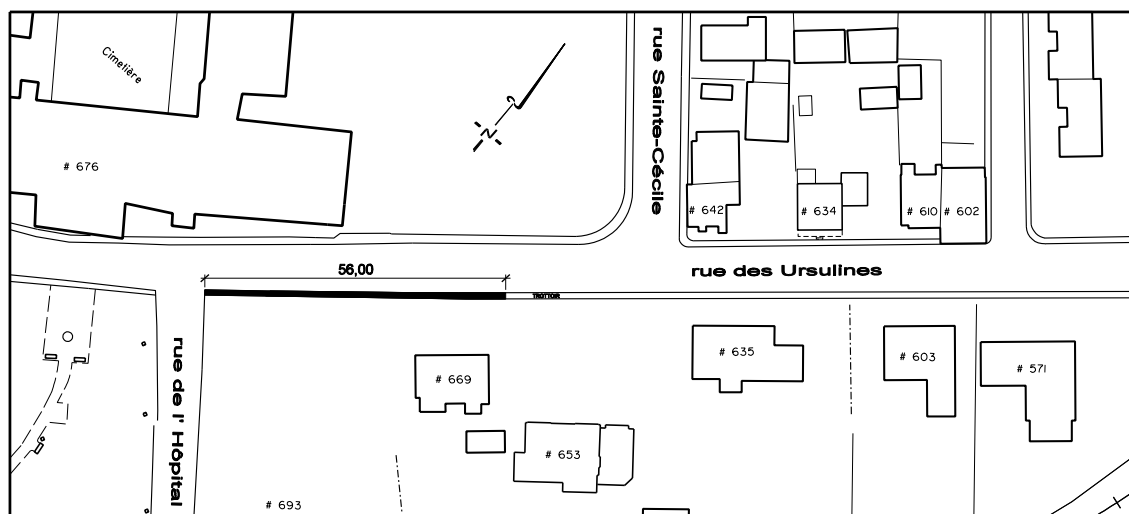 Cimetière
# 676
rue Sainte-Cécile
N
# 642
# 634
# 610
# 602
56,00
rue des Ursulines
TROTTOIR
rue de l' Hôpital
# 669
# 635
# 603
# 571
# 653
# 693